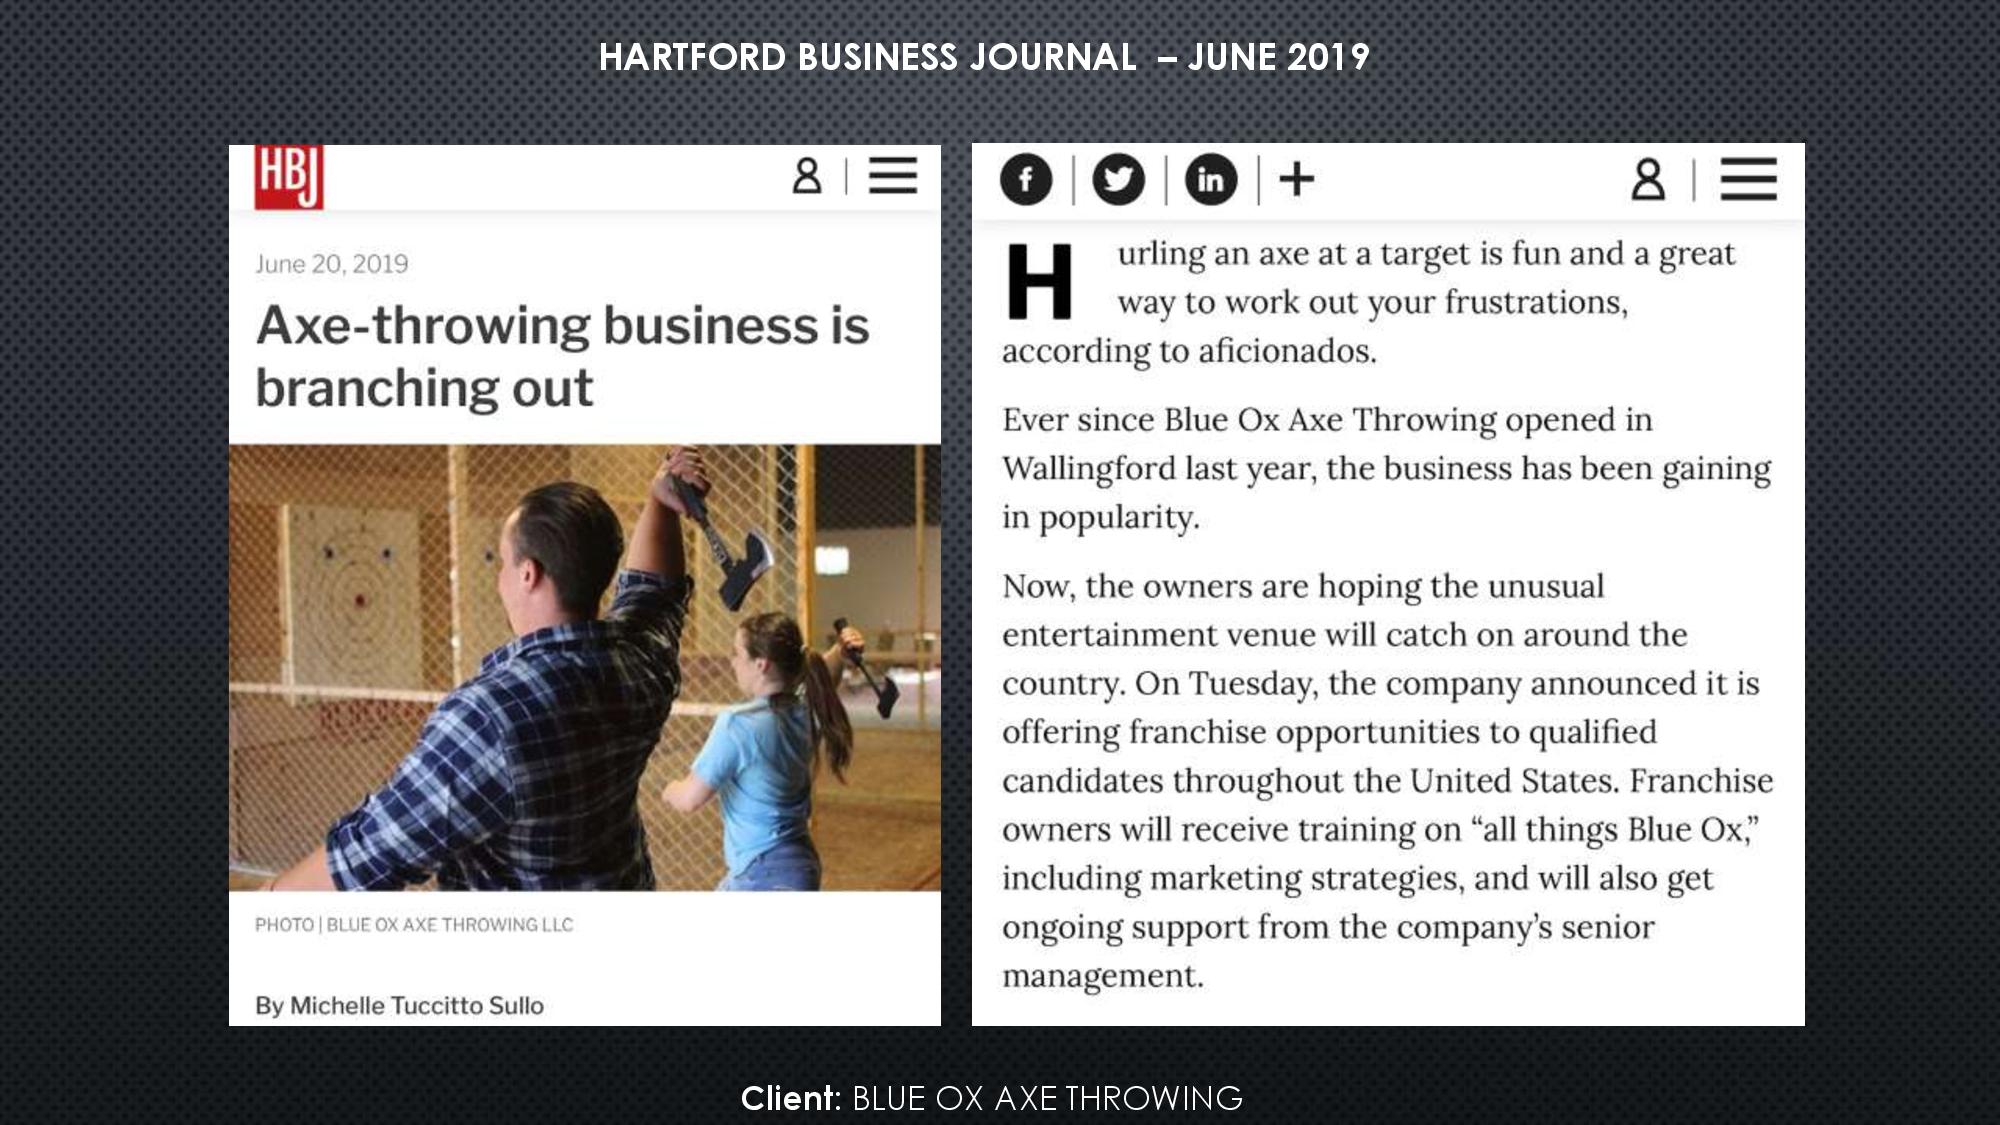 HARTFORD BUSINESS JOURNAL – JUNE 2019
HBJ
June 20, 2019
Axe-throwing business is
branching out
PHOTO | BLUE OX AXE THROWING LLC
By Michelle Tuccitto Sullo
f
in
+
Hurling an axe at a target is fun and a great
way to work out your frustrations,
according to aficionados.
Ever since Blue Ox Axe Throwing opened in
Wallingford last year, the business has been gaining
in popularity.
Now, the owners are hoping the unusual
entertainment venue will catch on around the
country. On Tuesday, the company announced it is
offering franchise opportunities to qualified
candidates throughout the United States. Franchise
owners will receive training on “all things Blue Ox,”
including marketing strategies, and will also get
ongoing support from the company’s senior
management.
Client: BLUE OX AXE THROWING